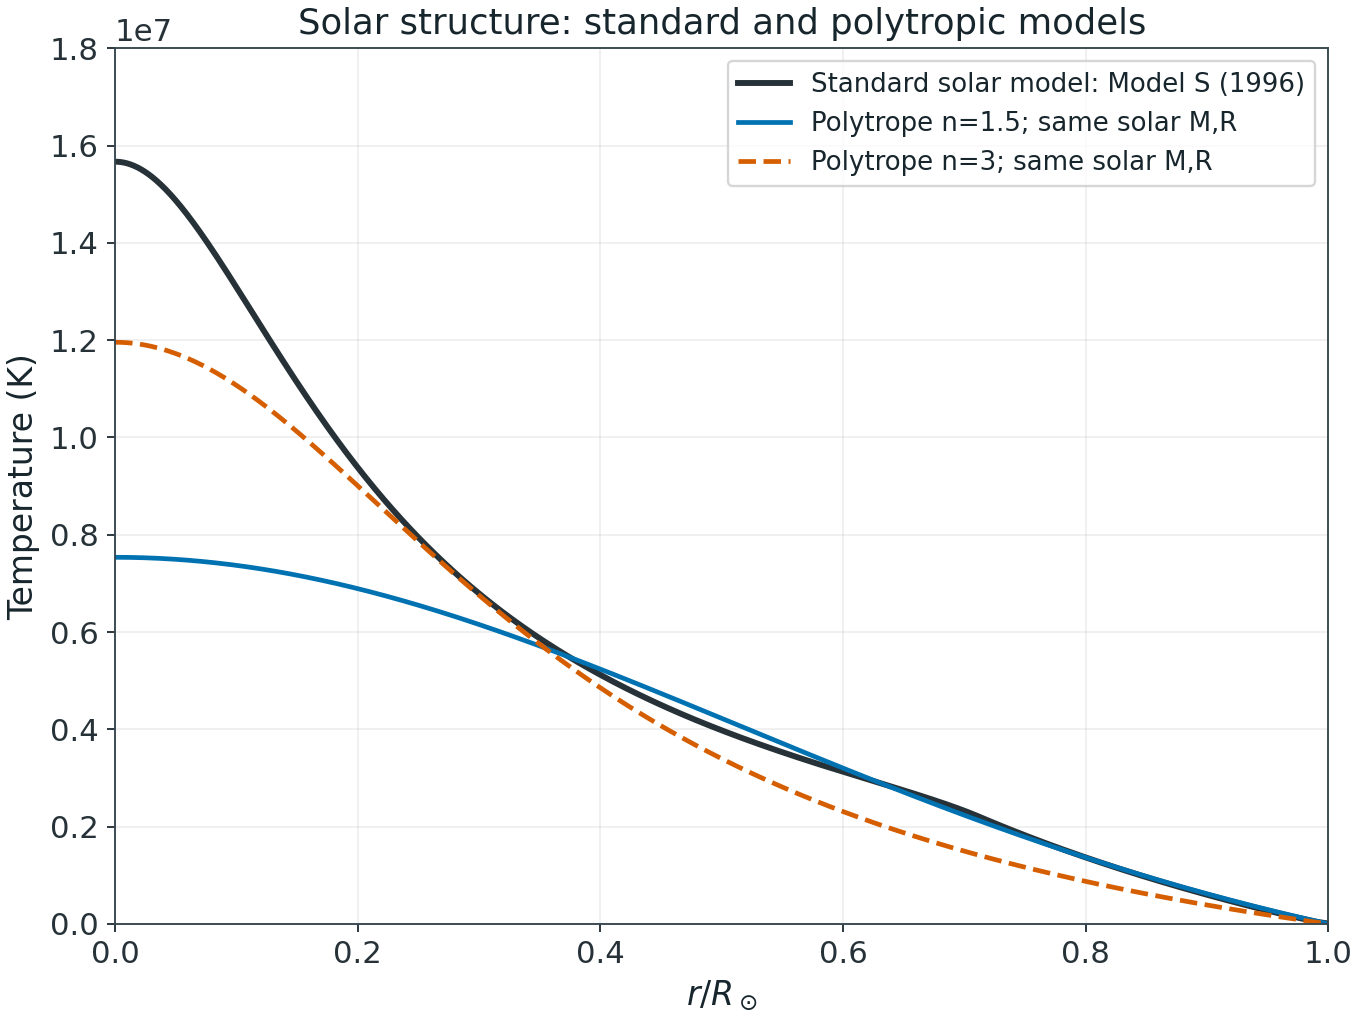 Solar structure: standard and polytropic models
1e7
1.8
1.6
1.4
1.2
1.0
0.8
0.6
0.4
0.2
0.0
Temperature (K)
Standard solar model: Model S (1996)
Polytrope n=1.5; same solar M,R
Polytrope n=3; same solar M,R
0.0 0.2 0.4 0.6 0.8 1.0
r/R⊙